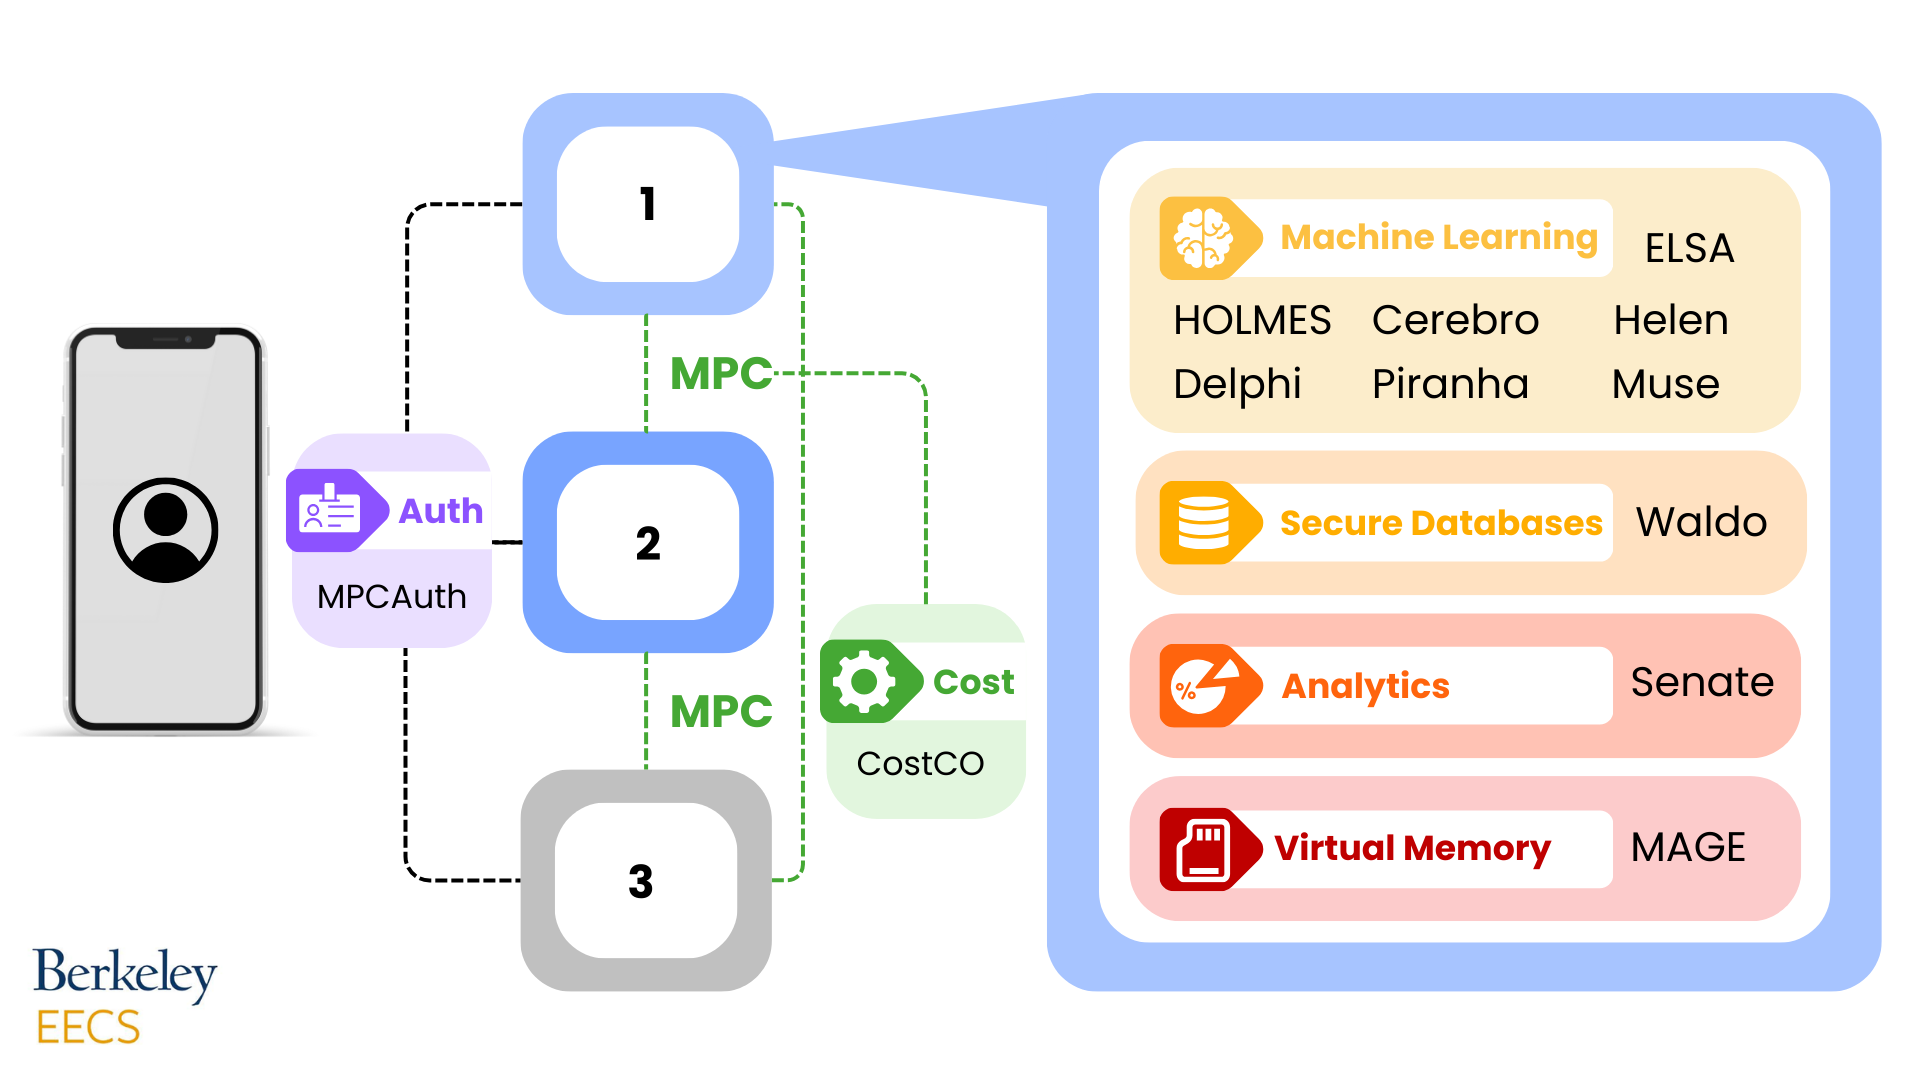 1
MPC
2
MPC
3
Auth
MPCAuth
Cost
CostCO
Machine Learning
ELSA
HOLMES Cerebro Helen
Delphi Piranha Muse
Secure Databases
Waldo
%
Analytics
Senate
Virtual Memory
MAGE
Berkeley
EECS